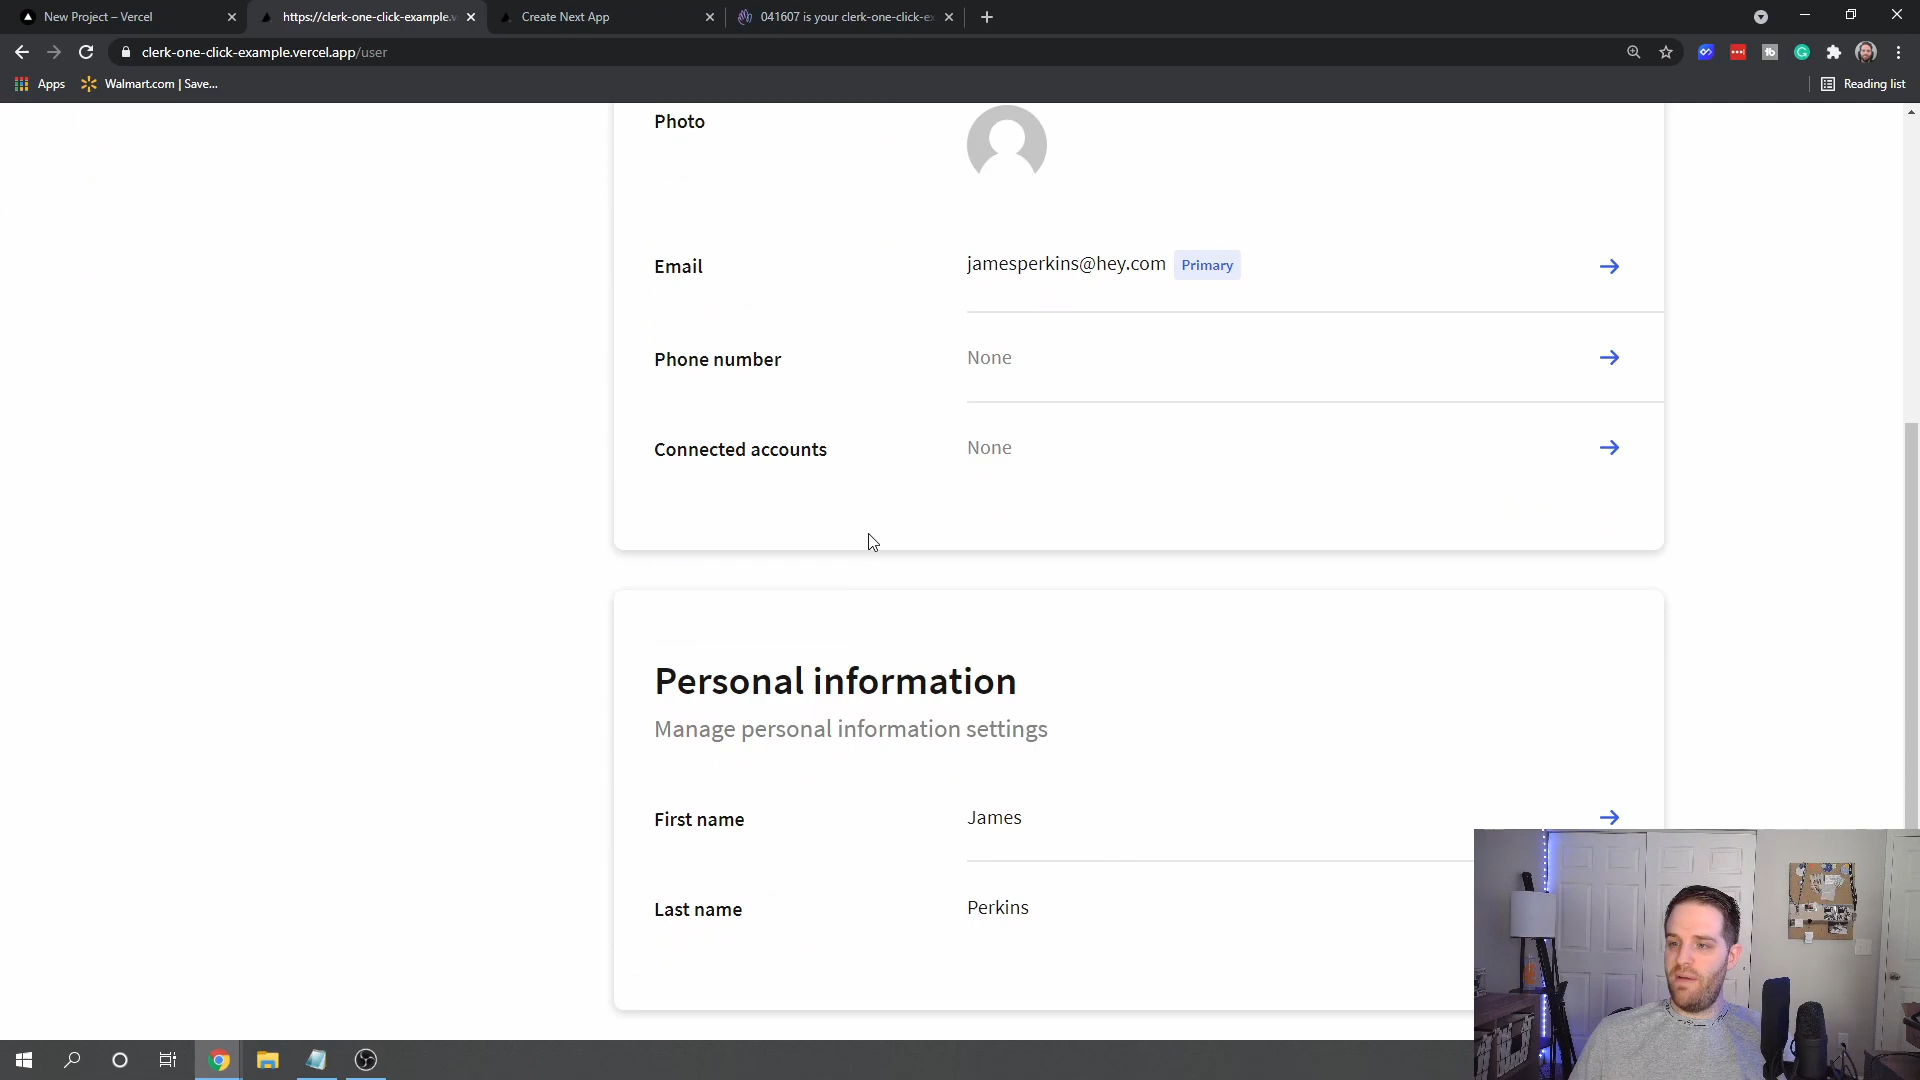 New Project – Vercel
https://clerk-one-click-example.v
Create Next App
041607 is your clerk-one-click-ex
clerk-one-click-example.vercel.app/user
Apps
Walmart.com | Save...
Reading list
Photo
Email
jamesperkins@hey.com
Primary
Phone number
None
Connected accounts
None
Personal information
Manage personal information settings
First name
James
Last name
Perkins